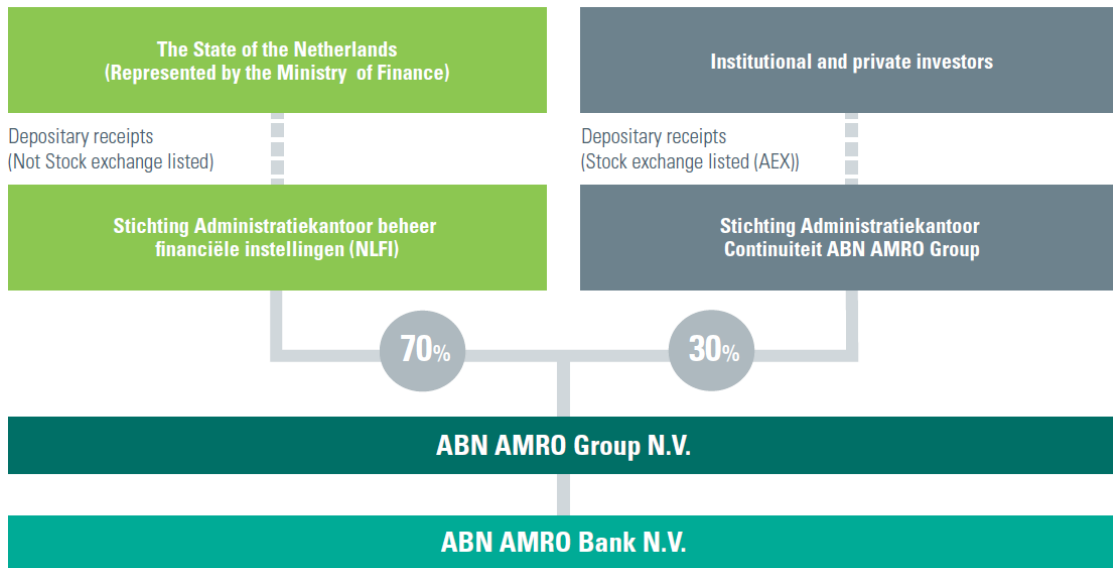 The State of the Netherlands
(Represented by the Ministry of Finance)
Institutional and private investors
Depositary receipts
(Not Stock exchange listed)
Depositary receipts
(Stock exchange listed (AEX))
Stichting Administratiekantoor beheer
financiële instellingen (NLFI)
Stichting Administratiekantoor
Continuiteit ABN AMRO Group
70%
30%
ABN AMRO Group N.V.
ABN AMRO Bank N.V.